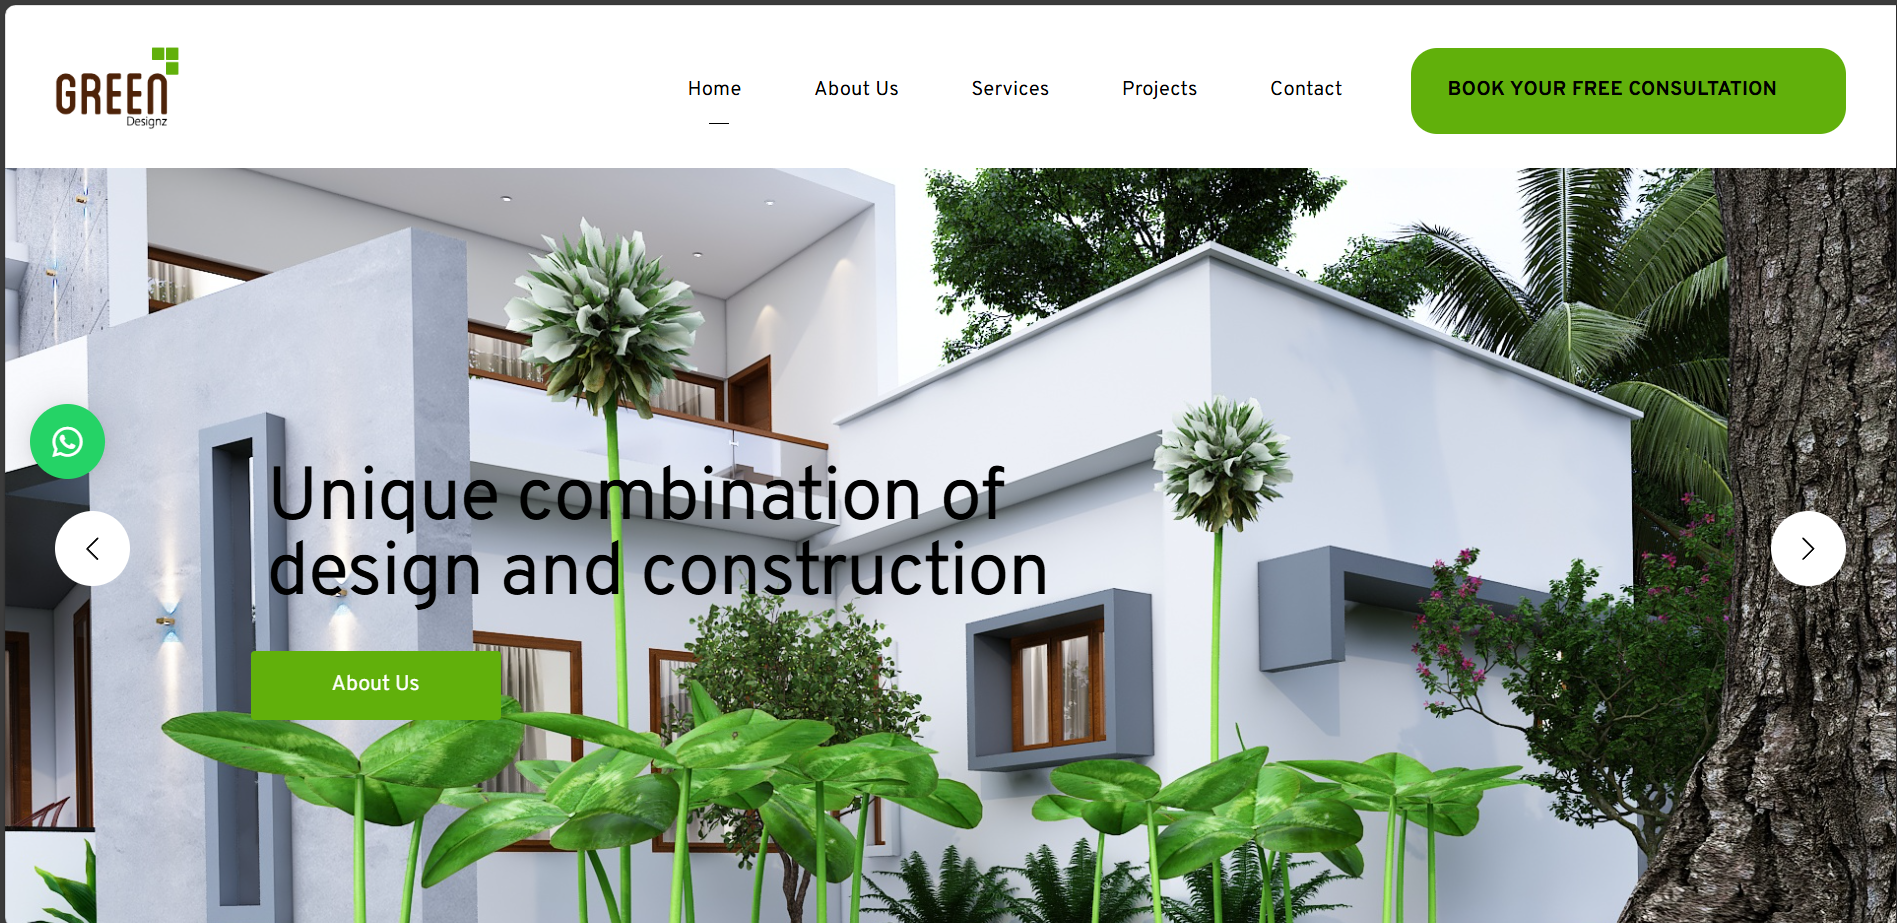 GREEN
Designz
Home
About Us
Services
Projects
Contact
BOOK YOUR FREE CONSULTATION
Unique combination of
design and construction
About Us